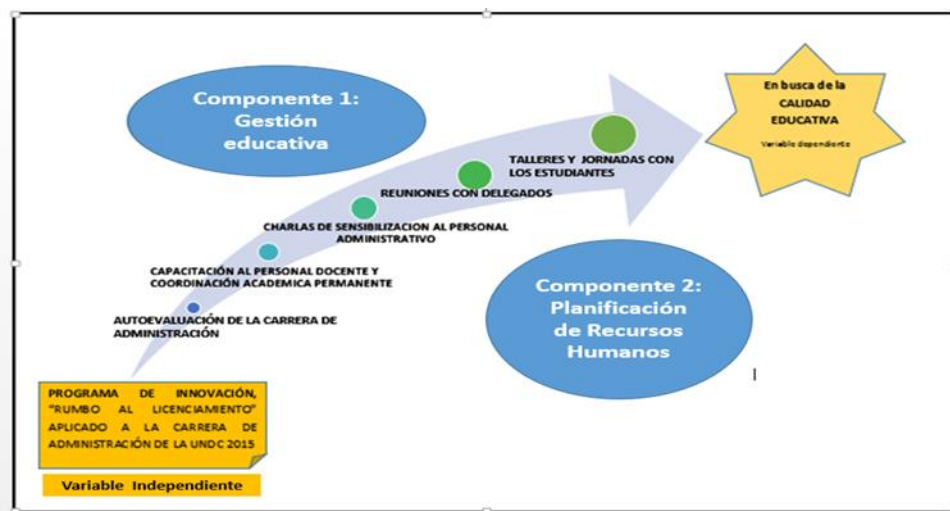 Componente 1:
Gestión
educativa
En busca de la
CALIDAD
EDUCATIVA
Variable dependiente
TALLERES Y JORNADAS CON
LOS ESTUDIANTES
REUNIONES CON DELEGADOS
CHARLAS DE SENSIBILIZACION AL PERSONAL
ADMINISTRATIVO
CAPACITACIÓN AL PERSONAL DOCENTE Y
COORDINACIÓN ACADEMICA PERMANENTE
AUTOEVALUACIÓN DE LA CARRERA DE
ADMINISTRACIÓN
Componente 2:
Planificación
de Recursos
Humanos
PROGRAMA DE INNOVACIÓN,
"RUMBO AL LICENCIAMIENTO"
APLICADO A LA CARRERA DE
ADMINISTRACIÓN DE LA UNDC 2015
Variable Independiente